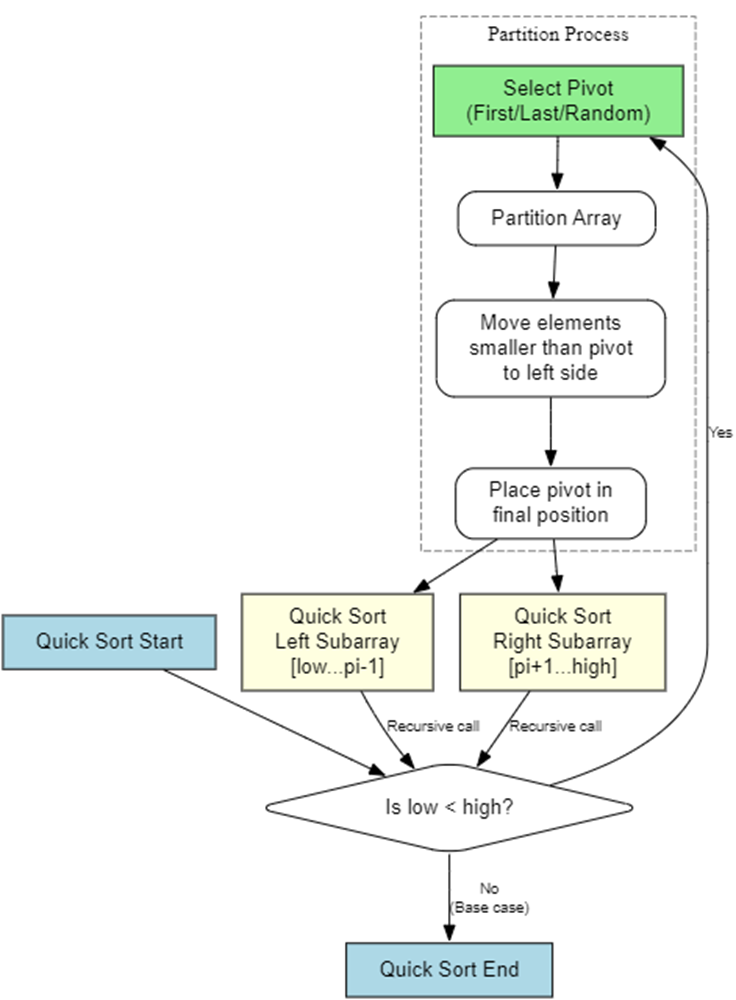 Partition Process
Select Pivot
(First/Last/Random)
Partition Array
Move elements
smaller than pivot
to left side
Yes
Place pivot in
final position
Quick Sort Start
Quick Sort
Left Subarray
[low...pi-1]
Quick Sort
Right Subarray
[pi+1...high]
Recursive call
Recursive call
Is low < high?
No
(Base case)
Quick Sort End